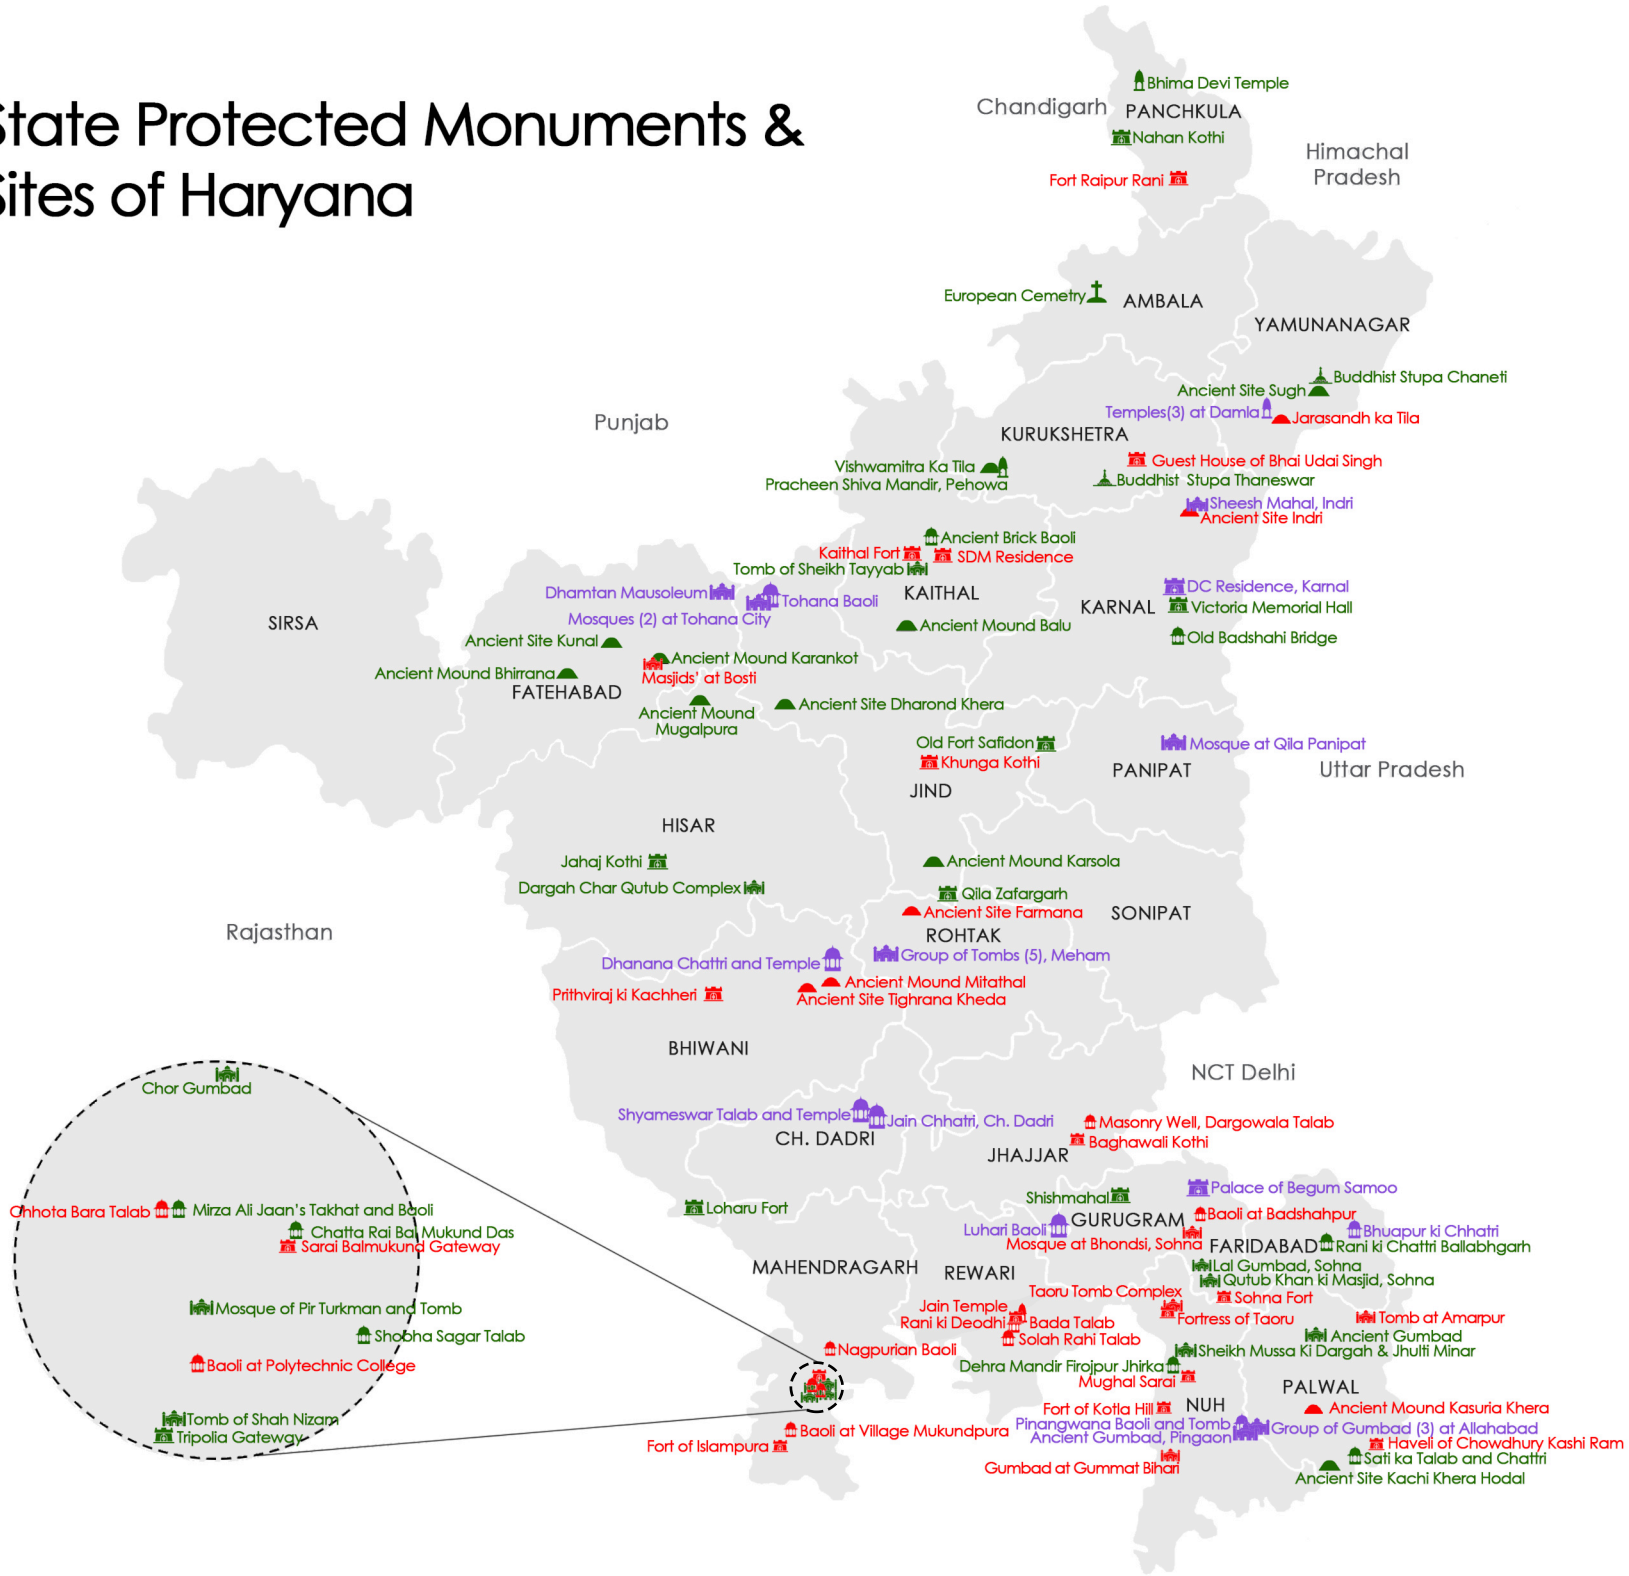 State Protected Monuments &
Sites of Haryana
Bhima Devi Temple
Chandigarh
PANCHKULA
Nahan Kothi
Himachal
Pradesh
Fort Raipur Rani
European Cemetry
AMBALA
YAMUNANAGAR
Buddhist Stupa Chaneti
Ancient Site Sugh
Temples(3) at Damla
Jarasandh ka Tila
Punjab
KURUKSHETRA
Guest House of Bhai Udai Singh
Vishwamitra Ka Tila
Pracheen Shiva Mandir, Pehowa
Buddhist Stupa Thaneswar
Sheesh Mahal, Indri
Ancient Site Indri
Ancient Brick Baoli
Kaithal Fort
SDM Residence
Tomb of Sheikh Tayyab
KAITHAL
DC Residence, Karnal
KARNAL
Victoria Memorial Hall
Old Badshahi Bridge
Dhamtan Mausoleum
Tohana Baoli
Mosques (2) at Tohana City
Ancient Mound Balu
SIRSA
Ancient Site Kunal
Ancient Mound Karankot
Ancient Mound Bhirrana
Masjids' at Bosti
FATEHABAD
Ancient Mound
Mugalpura
Ancient Site Dharond Khera
Old Fort Safidon
Khunga Kothi
Mosque at Qila Panipat
PANIPAT
Uttar Pradesh
JIND
HISAR
Jahaj Kothi
Dargah Char Qutub Complex
Ancient Mound Karsola
Qila Zafargarh
Ancient Site Farmana
SONIPAT
Rajasthan
ROHTAK
Group of Tombs (5), Meham
Dhanana Chattri and Temple
Ancient Mound Mitathal
Prithviraj ki Kachheri
Ancient Site Tighrana Kheda
BHIWANI
NCT Delhi
Shyameswar Talab and Temple
Jain Chhatri, Ch. Dadri
CH. DADRI
Masonry Well, Dargowala Talab
Baghawali Kothi
JHAJJAR
Chor Gumbad
Chhota Bara Talab
Mirza Ali Jaan's Takhat and Baoli
Chatta Rai Bal Mukund Das
Sarai Balmukund Gateway
Mosque of Pir Turkman and Tomb
Shobha Sagar Talab
Baoli at Polytechnic College
Tomb of Shah Nizam
Tripolia Gateway
Loharu Fort
Shishmahal
Palace of Begum Samoo
Luhari Baoli
GURUGRAM
Baoli at Badshahpur
Bhuapur ki Chhatri
Mosque at Bhondsi, Sohna
FARIDABAD
Rani ki Chattri Ballabhgarh
Lal Gumbad, Sohna
Qutub Khan ki Masjid, Sohna
MAHENDRAGARH
REWARI
Taoru Tomb Complex
Sohna Fort
Jain Temple
Fortress of Taoru
Tomb at Amarpur
Rani ki Deodhi
Bada Talab
Solah Rahi Talab
Ancient Gumbad
Nagpurian Baoli
Sheikh Mussa Ki Dargah & Jhulti Minar
Dehra Mandir Firojpur Jhirka
Mughal Sarai
PALWAL
Fort of Kotla Hill
NUH
Ancient Mound Kasuria Khera
Pinangwana Baoli and Tomb
Group of Gumbad (3) at Allahabad
Ancient Gumbad, Pingaon
Baoli at Village Mukundpura
Fort of Islampura
Haveli of Chowdhury Kashi Ram
Sati ka Talab and Chattri
Gumbad at Gummat Bihari
Ancient Site Kachi Khera Hodal